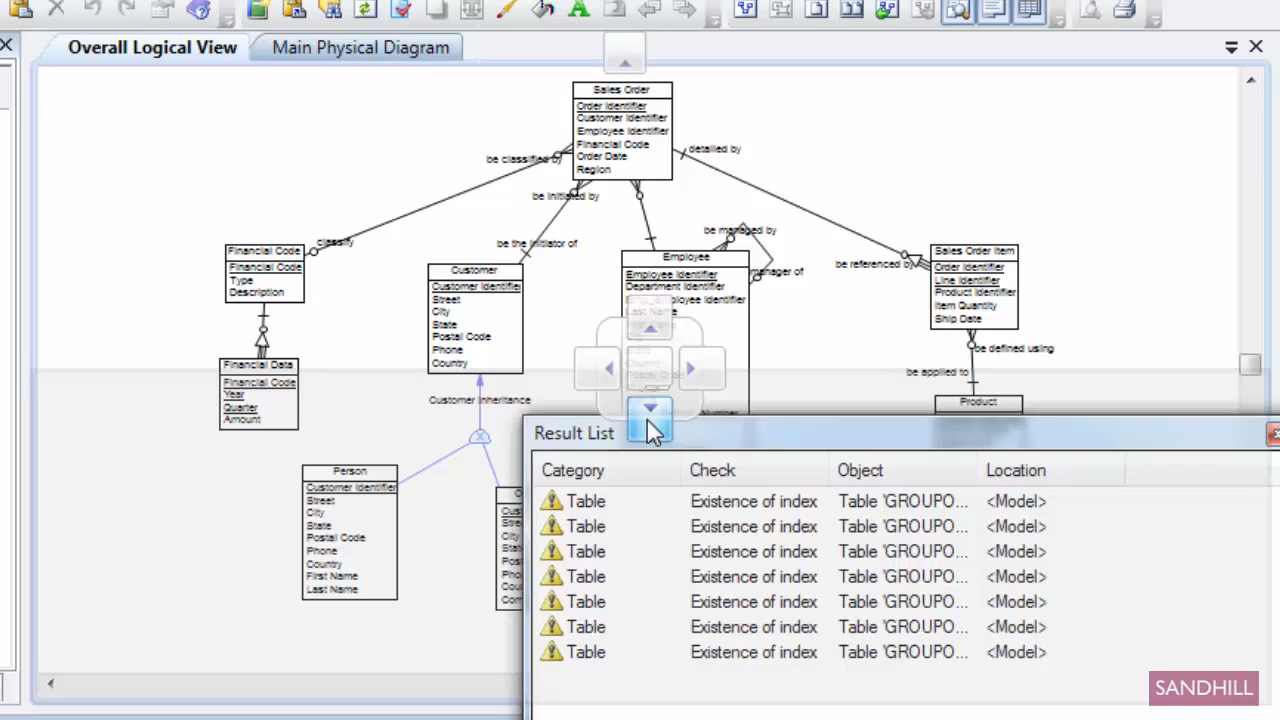 Overall Logical View
Main Physical Diagram
Sales Order
Order Identifier
Customer Identifier
Employee Identifier
Financial Code
Order Date
Region
be classified by
detailed by
be initiated by
classify
be the initiator of
be managed by
manager of
be referenced by
Financial Code
Financial Code
Type
Description
Customer
Customer Identifier
Street
City
State
Postal Code
Phone
Country
Employee
Employee Identifier
Department Identifier
Employee Identifier
Last Name
Sales Order Item
Order Identifier
Line Identifier
Product Identifier
Item Quantity
Ship Date
be defined using
be applied to
Product
Financial Data
Financial Code
Year
Quarter
Amount
Customer Inheritance
Person
Customer Identifier
Street
City
State
Postal Code
Phone
Country
First Name
Last Name
Result List
Category Check Object Location
Table Existence of index Table 'GROUPO... <Model>
Table Existence of index Table 'GROUPO... <Model>
Table Existence of index Table 'GROUPO... <Model>
Table Existence of index Table 'GROUPO... <Model>
Table Existence of index Table 'GROUPO... <Model>
Table Existence of index Table 'GROUPO... <Model>
Table Existence of index Table 'GROUPO... <Model>
SANDHILL